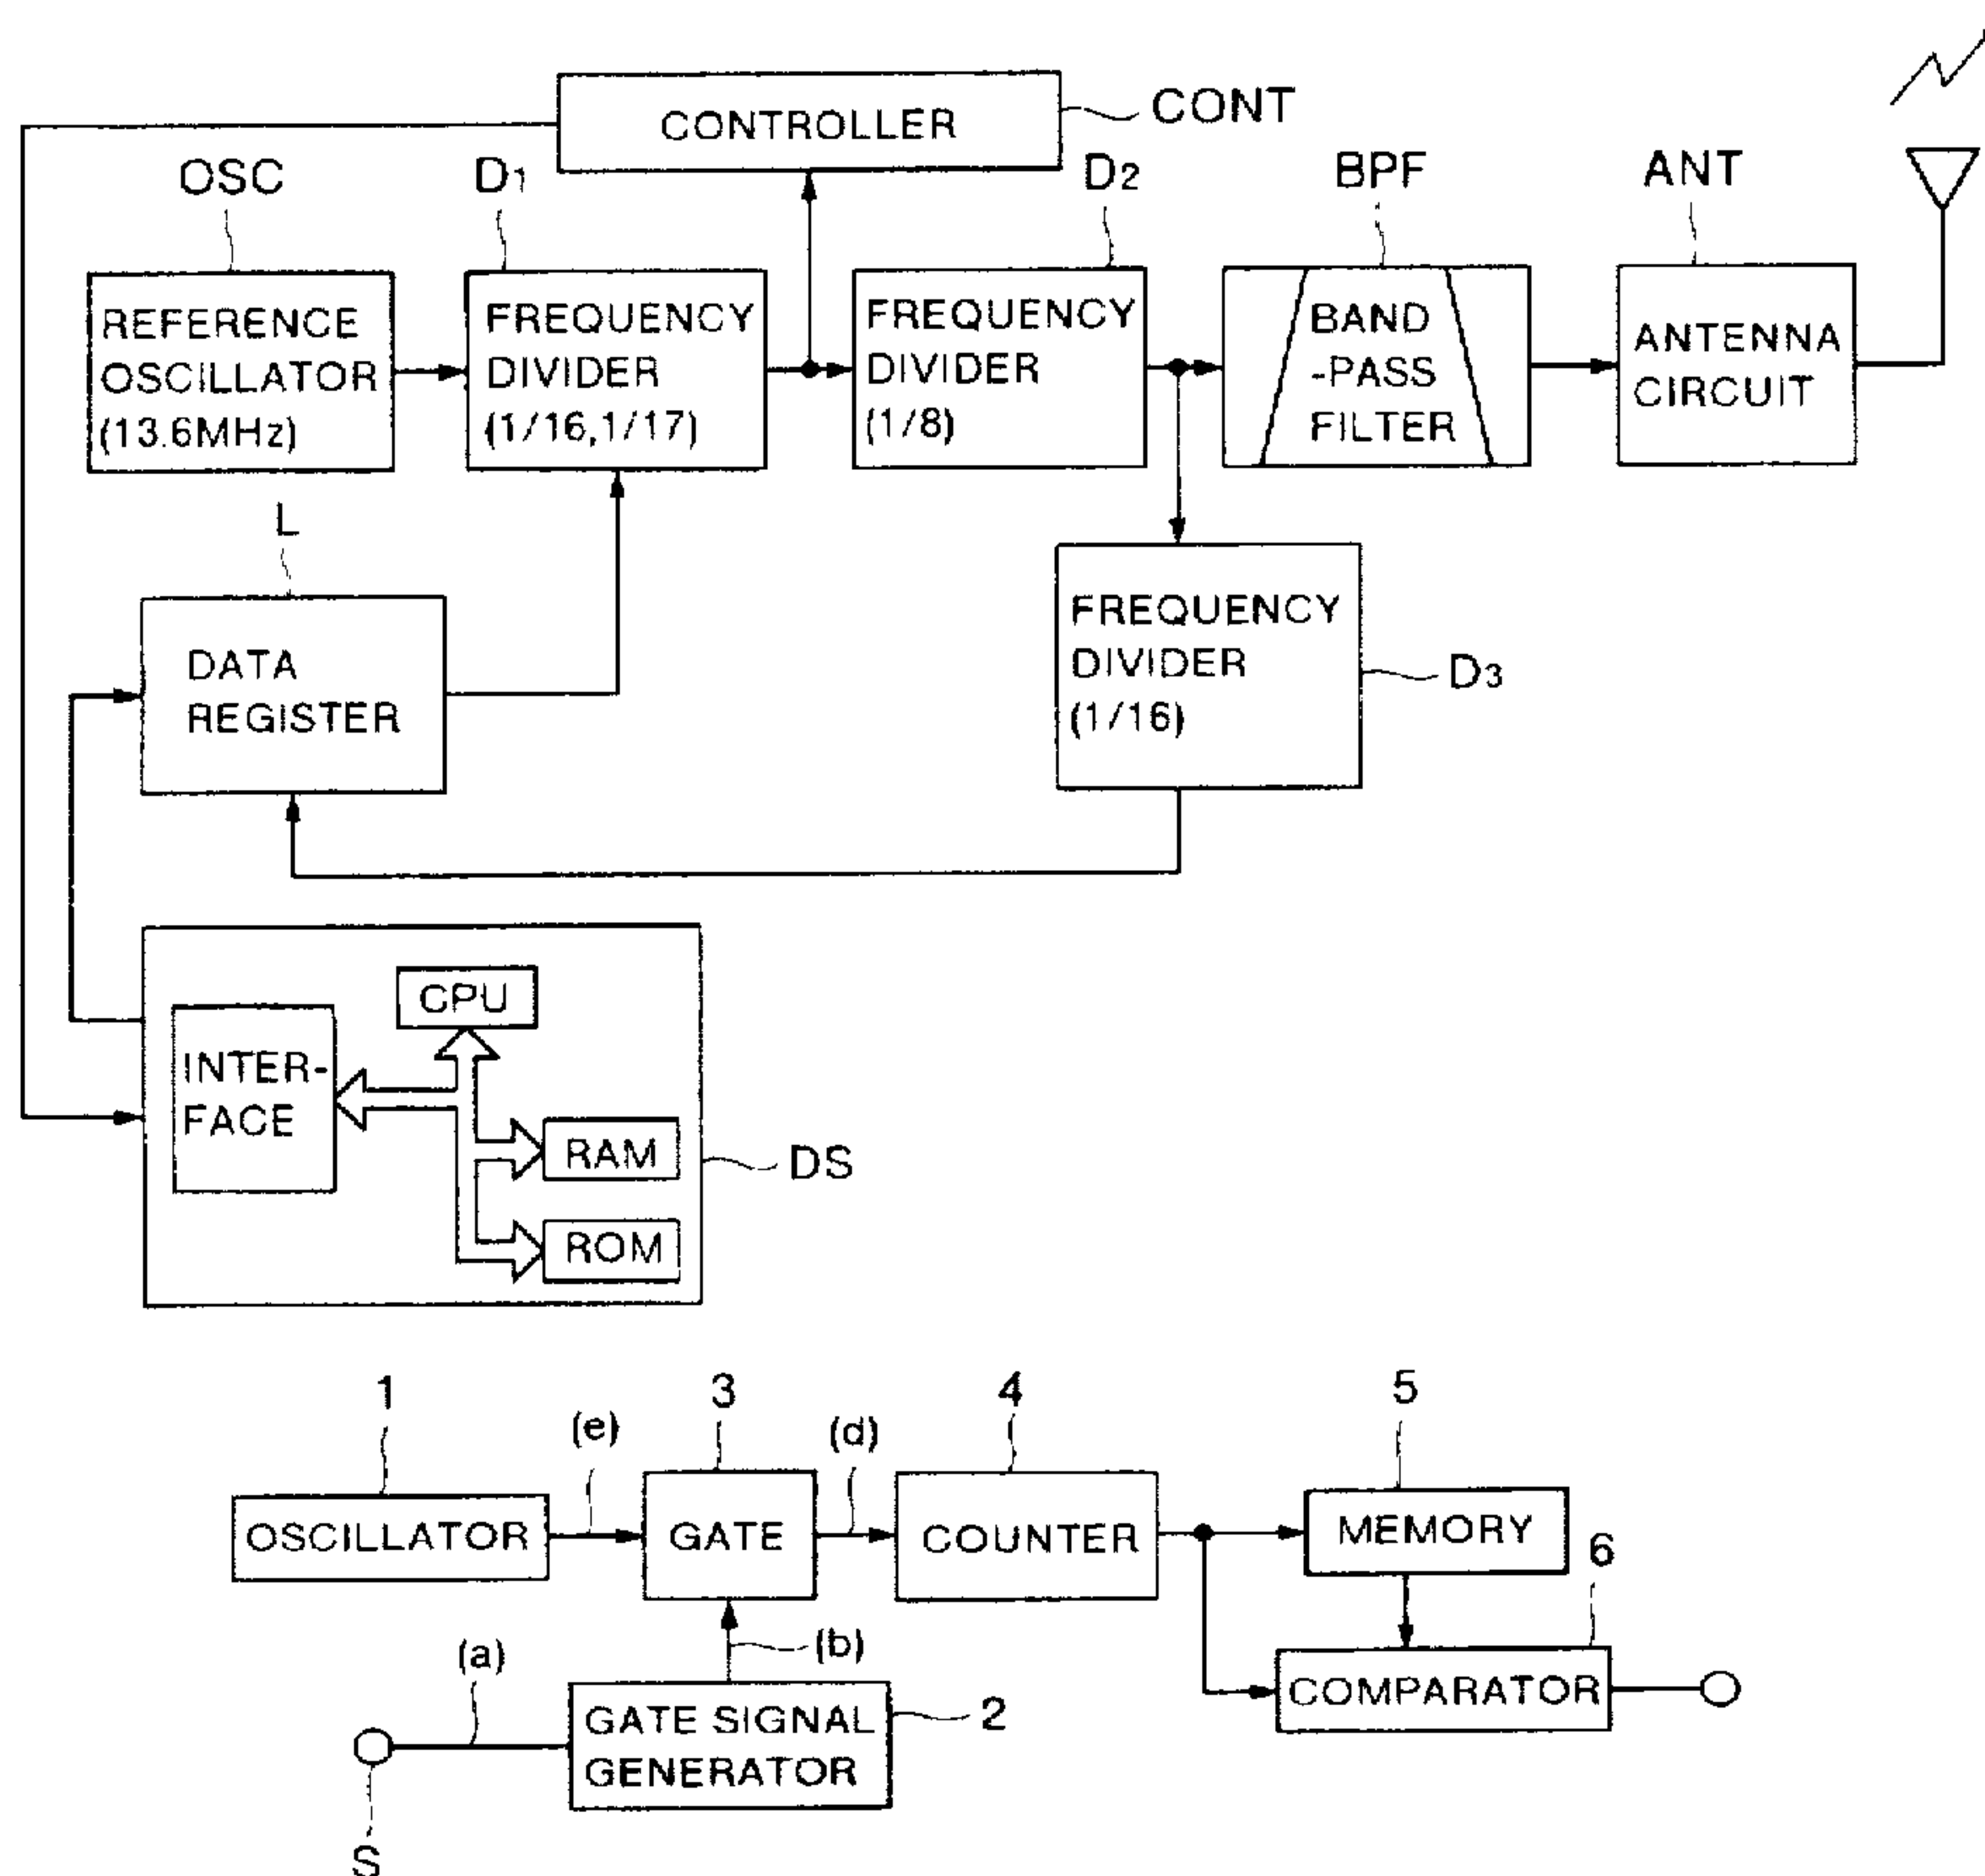 CONTROLLER
CONT
OSC
D1
D2
BPF
ANT
REFERENCE
OSCILLATOR
(13.6MHz)
FREQUENCY
DIVIDER
(1/16,1/17)
FREQUENCY
DIVIDER
(1/8)
BAND
-PASS
FILTER
ANTENNA
CIRCUIT
L
DATA
REGISTER
FREQUENCY
DIVIDER
(1/16)
D3
CPU
INTER-
FACE
RAM
ROM
DS
1
(e)
3
(d)
4
5
OSCILLATOR
GATE
COUNTER
MEMORY
6
(a)
(b)
GATE SIGNAL
GENERATOR
2
COMPARATOR
S